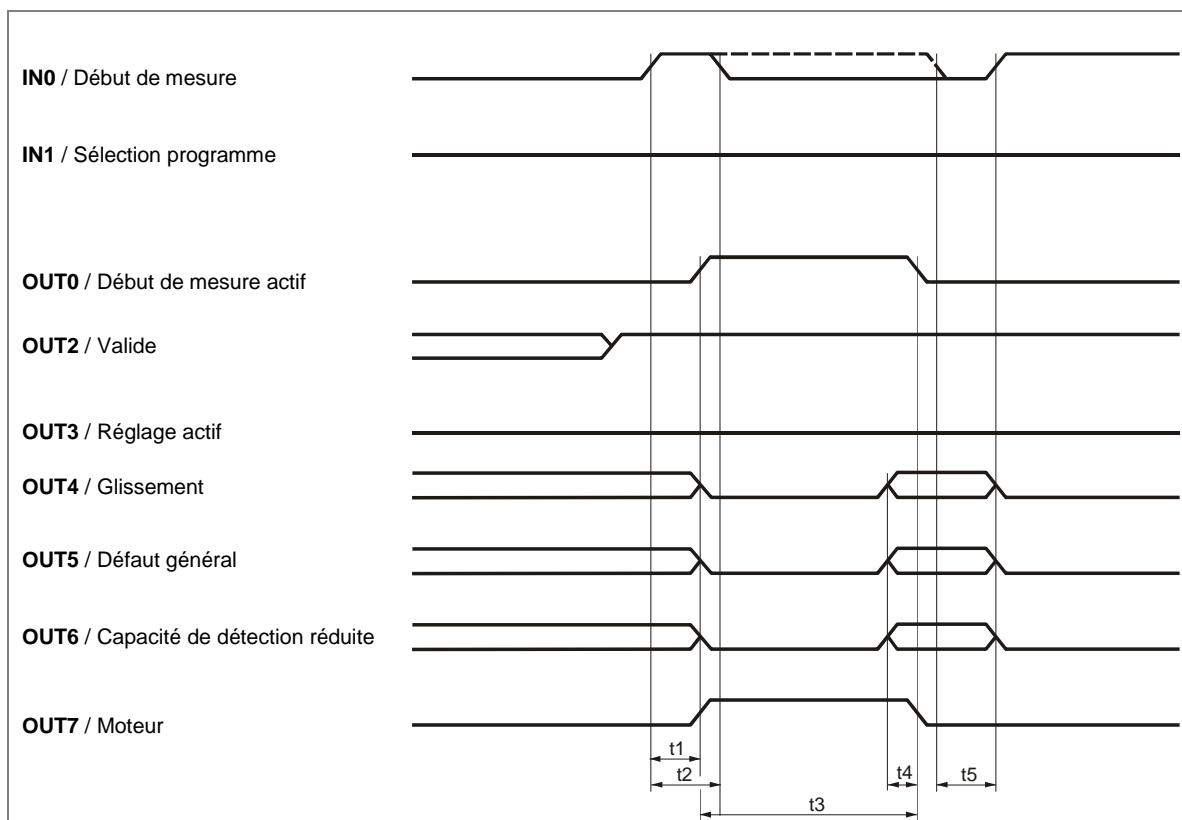 IN0 / Début de mesure
IN1 / Sélection programme
OUT0 / Début de mesure actif
OUT2 / Valide
OUT3 / Réglage actif
OUT4 / Glissement
OUT5 / Défaut général
OUT6 / Capacité de détection réduite
OUT7 / Moteur
t1
t2
t4
t5
t3